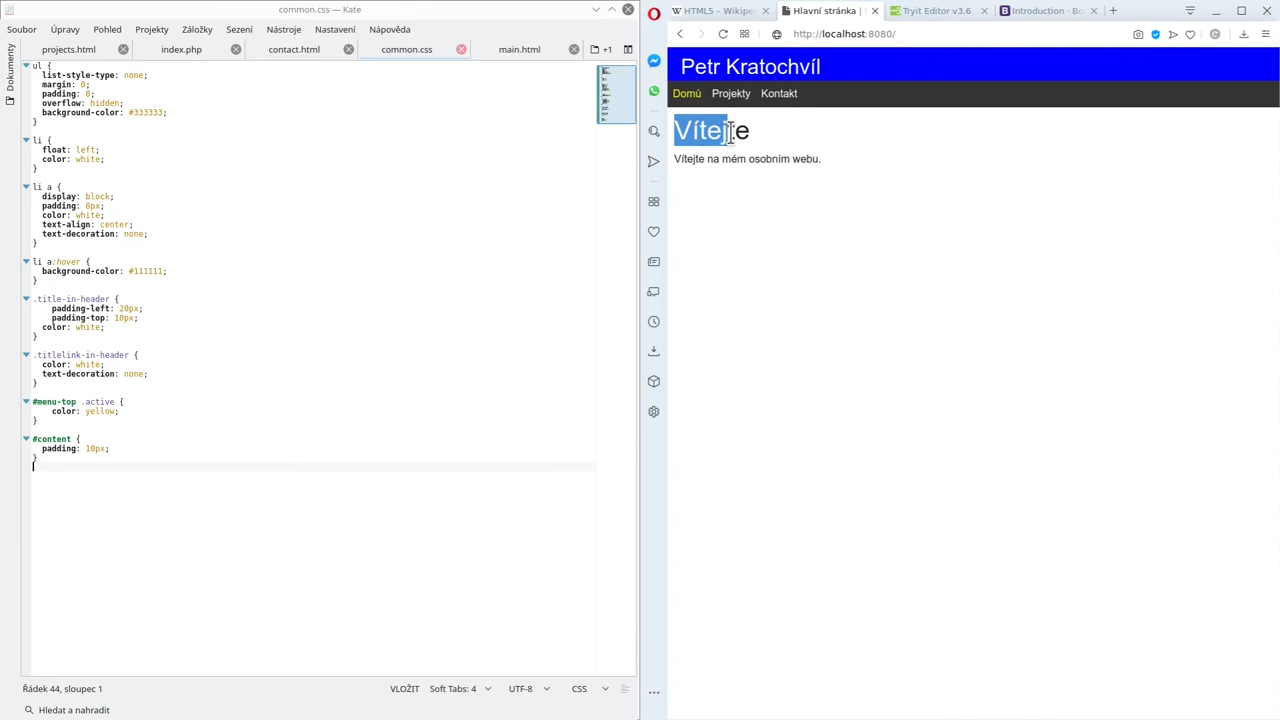 common.css — Kate
Soubor Úpravy Pohled Projekty Záložky Sezení Nástroje Nastavení Nápověda
projects.html index.php contact.html common.css main.html +1
Dokumenty
ul {
list-style-type: none;
margin: 0;
padding: 0;
overflow: hidden;
background-color: #333333;
}
li {
float: left;
color: white;
}
li a {
display: block;
padding: 8px;
color: white;
text-align: center;
text-decoration: none;
}
li a:hover {
background-color: #111111;
}
.title-in-header {
padding-left: 20px;
padding-top: 10px;
color: white;
}
.titlelink-in-header {
color: white;
text-decoration: none;
}
#menu-top .active {
color: yellow;
}
#content {
padding: 10px;
}
Řádek 44, sloupec 1 VLOŽIT Soft Tabs: 4 UTF-8 CSS
Hledat a nahradit
HTML5 – Wikipe Hlavní stránka | Tryit Editor v3.6 Introduction · Bo
http://localhost:8080/
Petr Kratochvíl
Domů Projekty Kontakt
Vítejte
Vítejte na mém osobním webu.